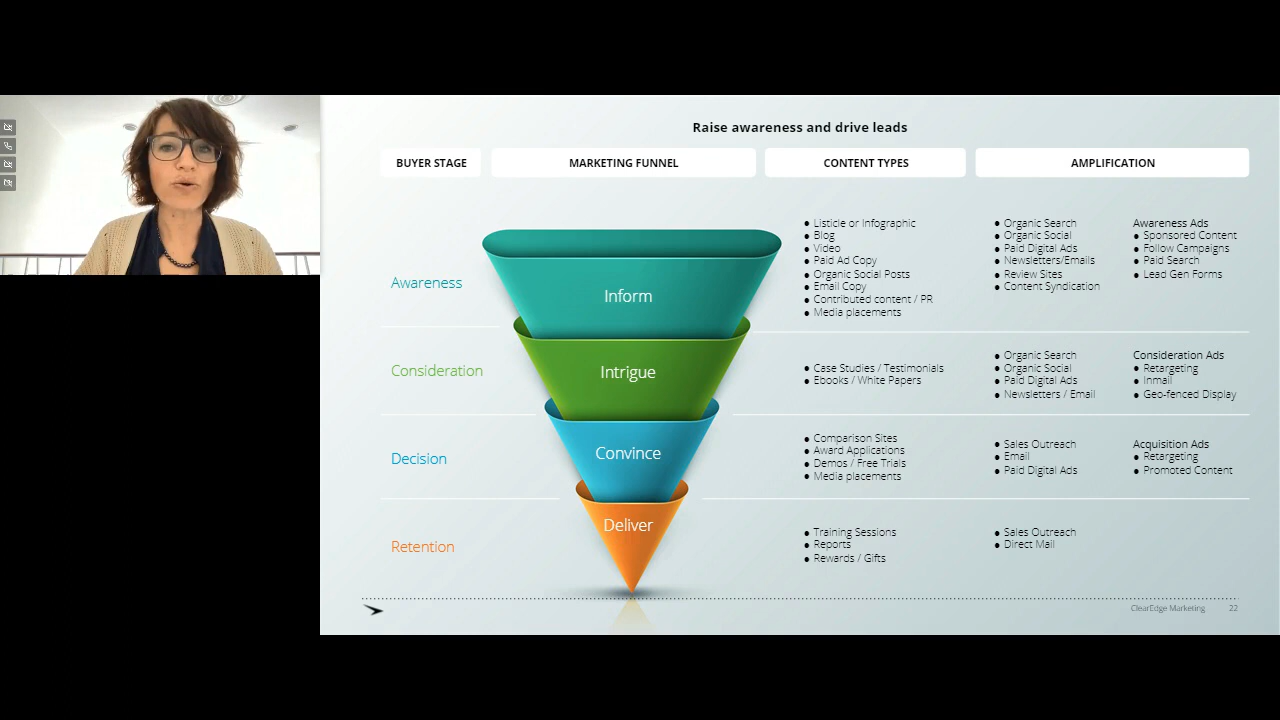 Raise awareness and drive leads
BUYER STAGE
MARKETING FUNNEL
CONTENT TYPES
AMPLIFICATION
Awareness
Inform
● Listicle or Infographic
● Blog
● Video
● Paid Ad Copy
● Organic Social Posts
● Email Copy
● Contributed content / PR
● Media placements
● Organic Search
● Organic Social
● Paid Digital Ads
● Newsletters/Emails
● Review Sites
● Content Syndication
Awareness Ads
● Sponsored Content
● Follow Campaigns
● Paid Search
● Lead Gen Forms
Consideration
Intrigue
● Case Studies / Testimonials
● Ebooks / White Papers
● Organic Search
● Organic Social
● Paid Digital Ads
● Newsletters / Email
Consideration Ads
● Retargeting
● Inmail
● Geo-fenced Display
Decision
Convince
● Comparison Sites
● Award Applications
● Demos / Free Trials
● Media placements
● Sales Outreach
● Email
● Paid Digital Ads
Acquisition Ads
● Retargeting
● Promoted Content
Retention
Deliver
● Training Sessions
● Reports
● Rewards / Gifts
● Sales Outreach
● Direct Mail
ClearEdge Marketing 22